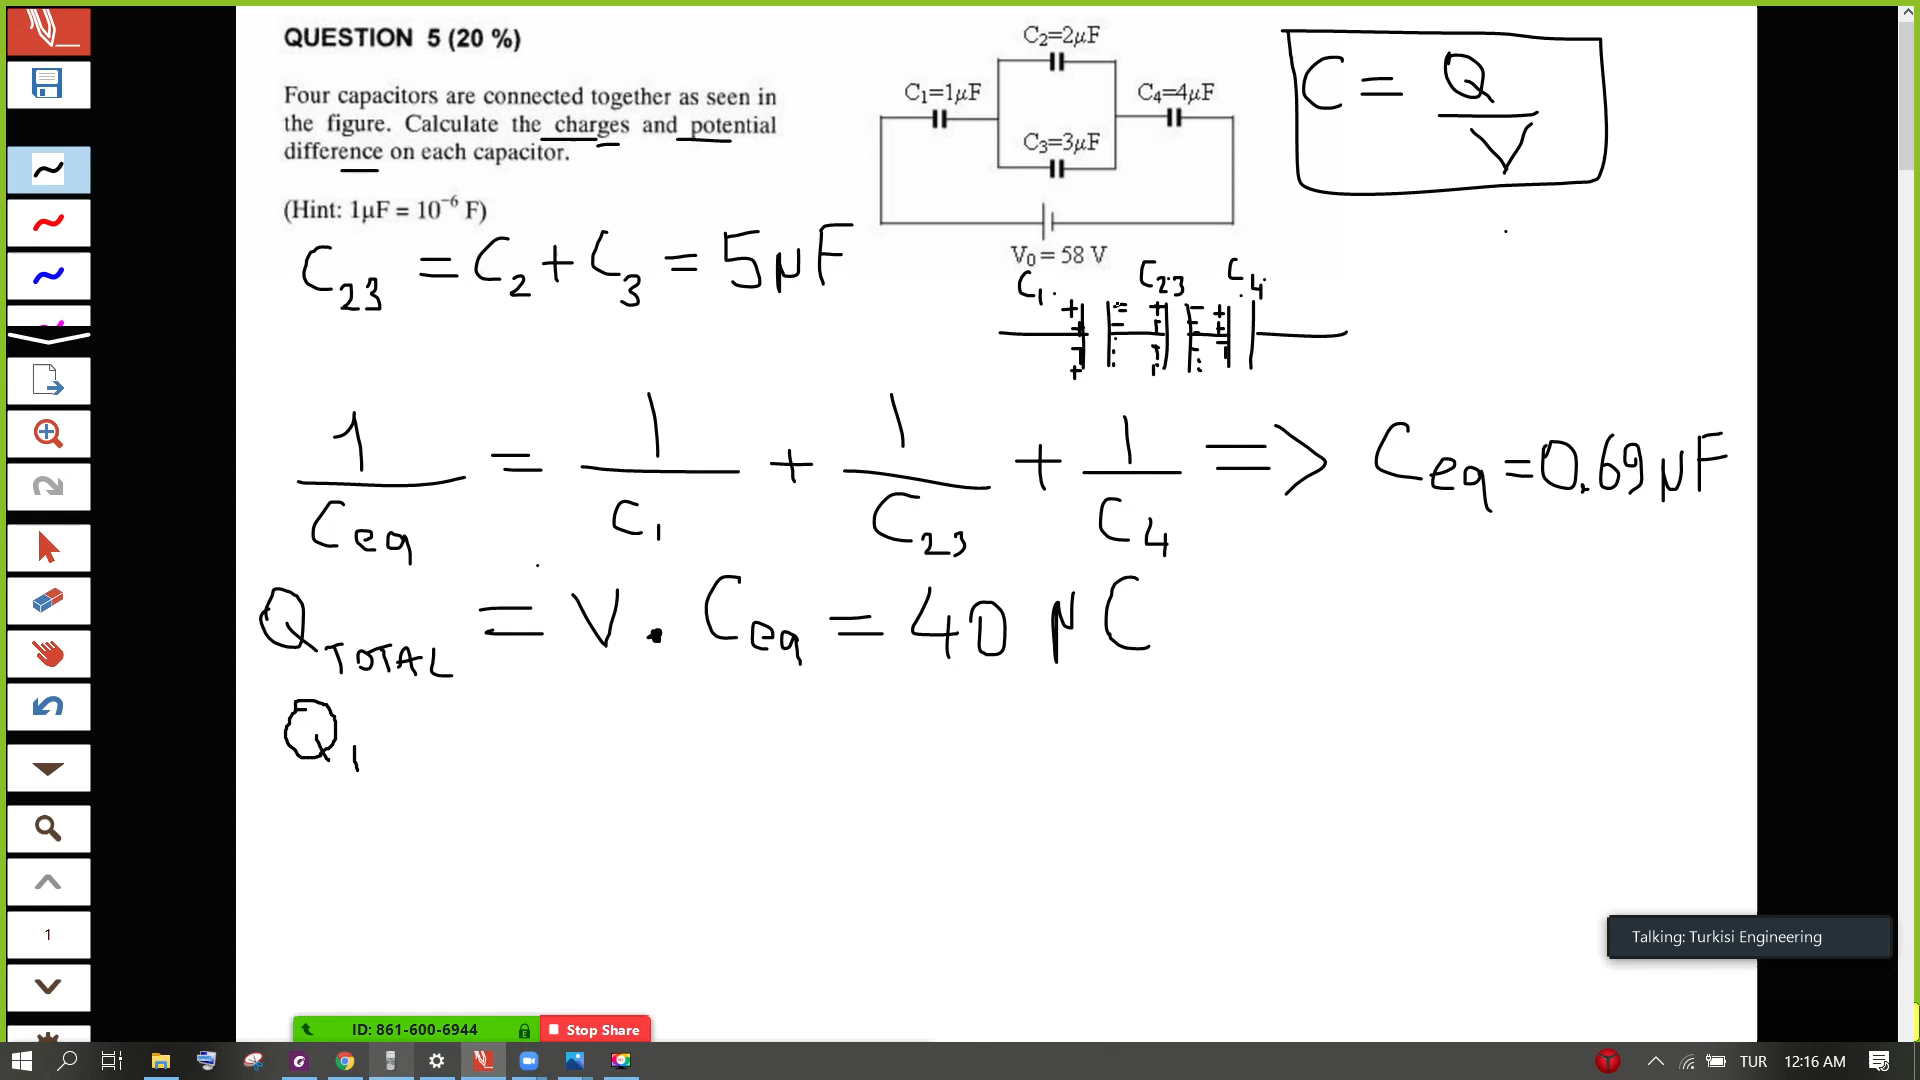 QUESTION 5 (20 %)
Four capacitors are connected together as seen in
the figure. Calculate the charges and potential
difference on each capacitor.
(Hint: 1μF = 10⁻⁶ F)
C₂=2μF
C₁=1μF
C₄=4μF
C₃=3μF
V₀ = 58 V
C = Q/V
C₂₃ = C₂ + C₃ = 5μF
C₁ C₂₃ C₄
1/Ceq = 1/C₁ + 1/C₂₃ + 1/C₄ => Ceq = 0.69 μF
Q TOTAL = V . Ceq = 40 μC
Q₁
1
Talking: Turkisi Engineering
ID: 861-600-6944
Stop Share
TUR
12:16 AM